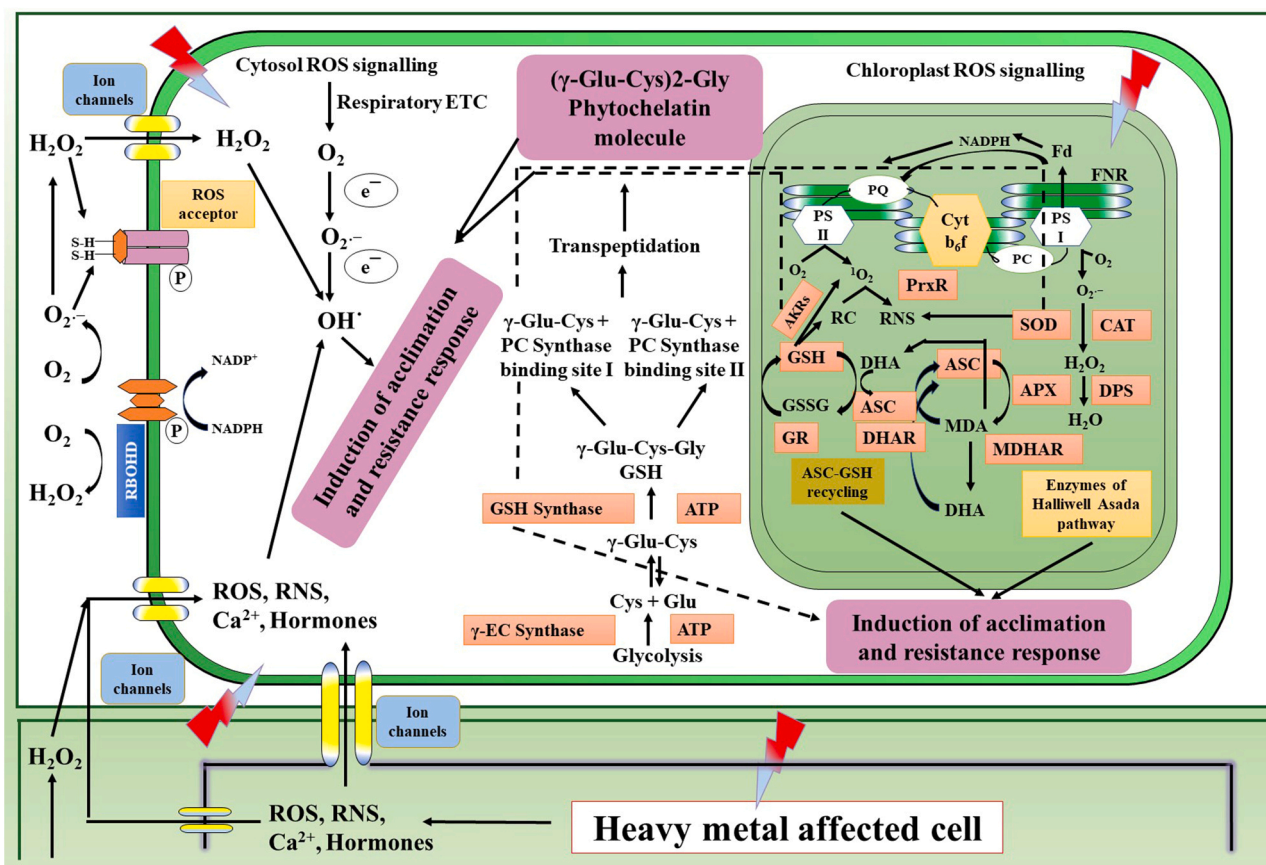 Cytosol ROS signalling
Respiratory ETC
O₂
e⁻
O₂.⁻
e⁻
OH˙
Ion
channels
H₂O₂
H₂O₂
ROS
acceptor
S-H
S-H
P
O₂.⁻
O₂
NADP⁺
NADPH
P
O₂
H₂O₂
RBOHD
Induction of acclimation
and resistance response
(γ-Glu-Cys)2-Gly
Phytochelatin
molecule
Transpeptidation
γ-Glu-Cys +
PC Synthase
binding site I
γ-Glu-Cys +
PC Synthase
binding site II
γ-Glu-Cys-Gly
GSH
GSH Synthase
ATP
γ-Glu-Cys
Cys + Glu
γ-EC Synthase
ATP
Glycolysis
Chloroplast ROS signalling
NADPH
Fd
FNR
PQ
PS
II
Cyt
b₆f
PS
I
PC
O₂
¹O₂
O₂
O₂.⁻
PrxR
AKRs
RC
RNS
SOD
CAT
GSH
DHA
ASC
H₂O₂
GSSG
ASC
APX
DPS
GR
DHAR
MDA
H₂O
MDHAR
ASC-GSH
recycling
DHA
Enzymes of
Halliwell Asada
pathway
Induction of acclimation
and resistance response
ROS, RNS,
Ca²⁺, Hormones
Ion
channels
Ion
channels
H₂O₂
ROS, RNS,
Ca²⁺, Hormones
Heavy metal affected cell